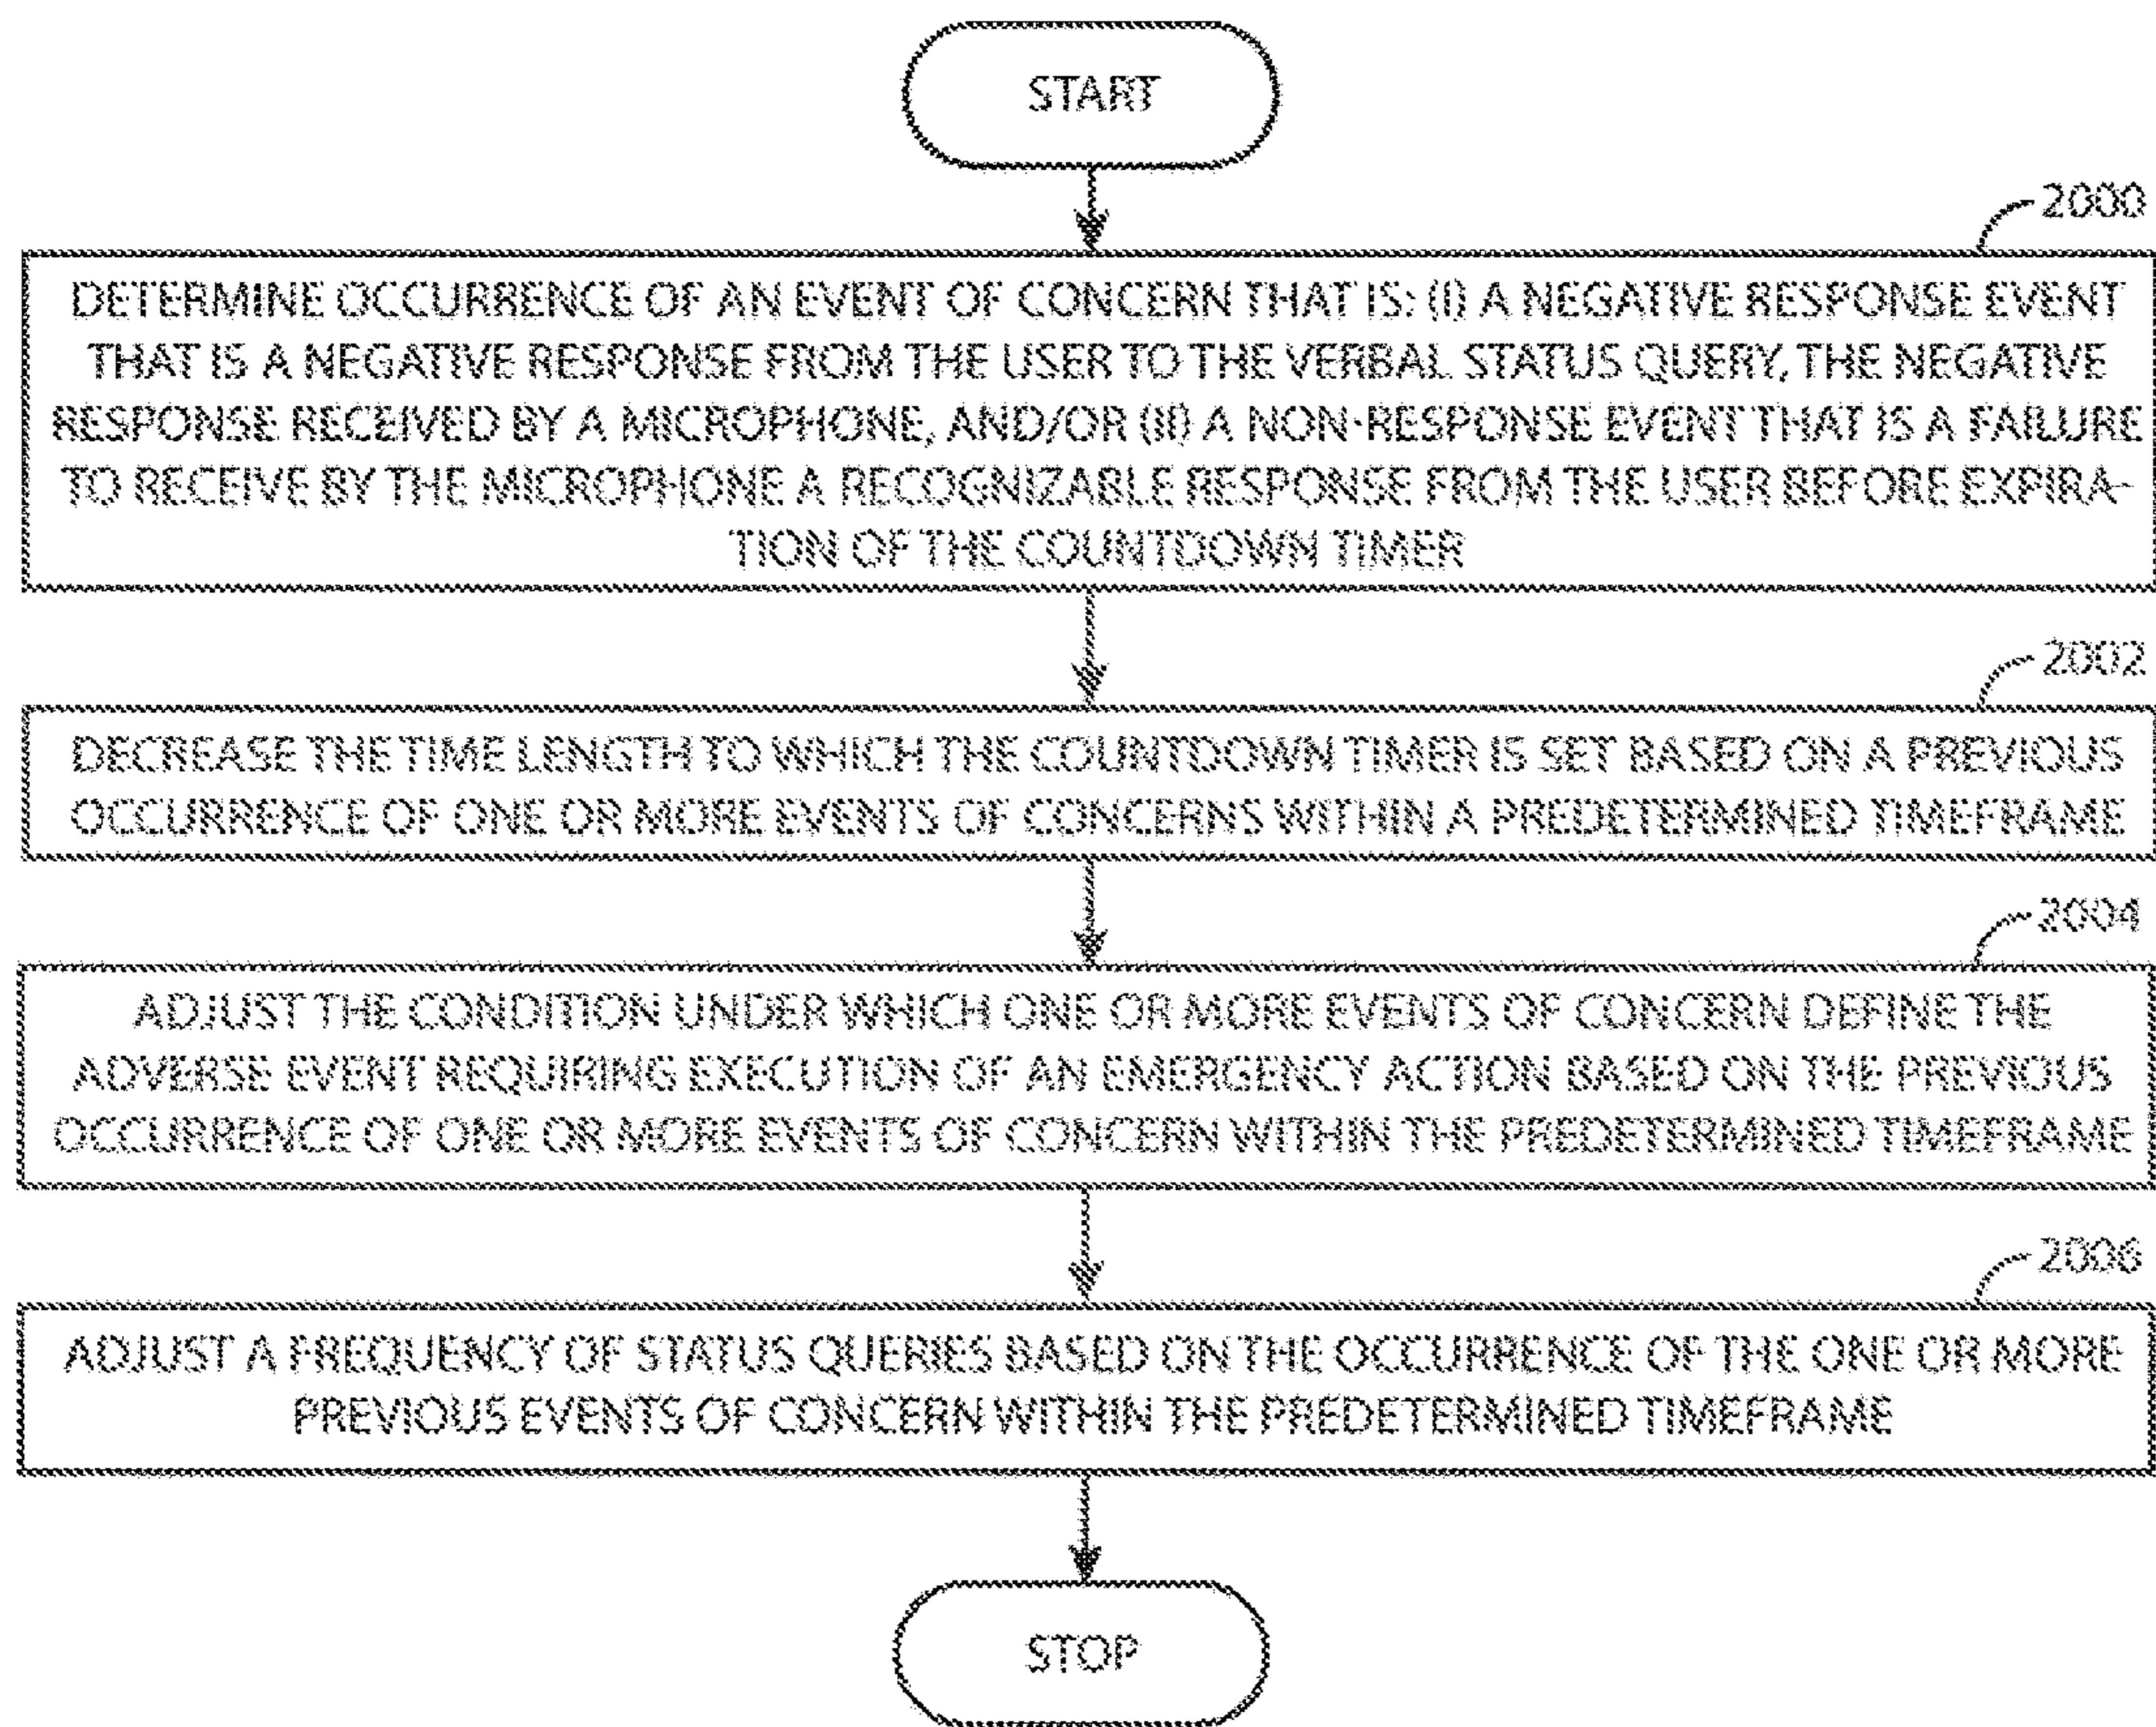 START
2000
DETERMINE OCCURRENCE OF AN EVENT OF CONCERN THAT IS: (I) A NEGATIVE RESPONSE EVENT
THAT IS A NEGATIVE RESPONSE FROM THE USER TO THE VERBAL STATUS QUERY, THE NEGATIVE
RESPONSE RECEIVED BY A MICROPHONE, AND/OR (II) A NON-RESPONSE EVENT THAT IS A FAILURE
TO RECEIVE BY THE MICROPHONE A RECOGNIZABLE RESPONSE FROM THE USER BEFORE EXPIRA-
TION OF THE COUNTDOWN TIMER
2002
DECREASE THE TIME LENGTH TO WHICH THE COUNTDOWN TIMER IS SET BASED ON A PREVIOUS
OCCURRENCE OF ONE OR MORE EVENTS OF CONCERNS WITHIN A PREDETERMINED TIMEFRAME
2004
ADJUST THE CONDITION UNDER WHICH ONE OR MORE EVENTS OF CONCERN DEFINE THE
ADVERSE EVENT REQUIRING EXECUTION OF AN EMERGENCY ACTION BASED ON THE PREVIOUS
OCCURRENCE OF ONE OR MORE EVENTS OF CONCERN WITHIN THE PREDETERMINED TIMEFRAME
2006
ADJUST A FREQUENCY OF STATUS QUERIES BASED ON THE OCCURRENCE OF THE ONE OR MORE
PREVIOUS EVENTS OF CONCERN WITHIN THE PREDETERMINED TIMEFRAME
STOP